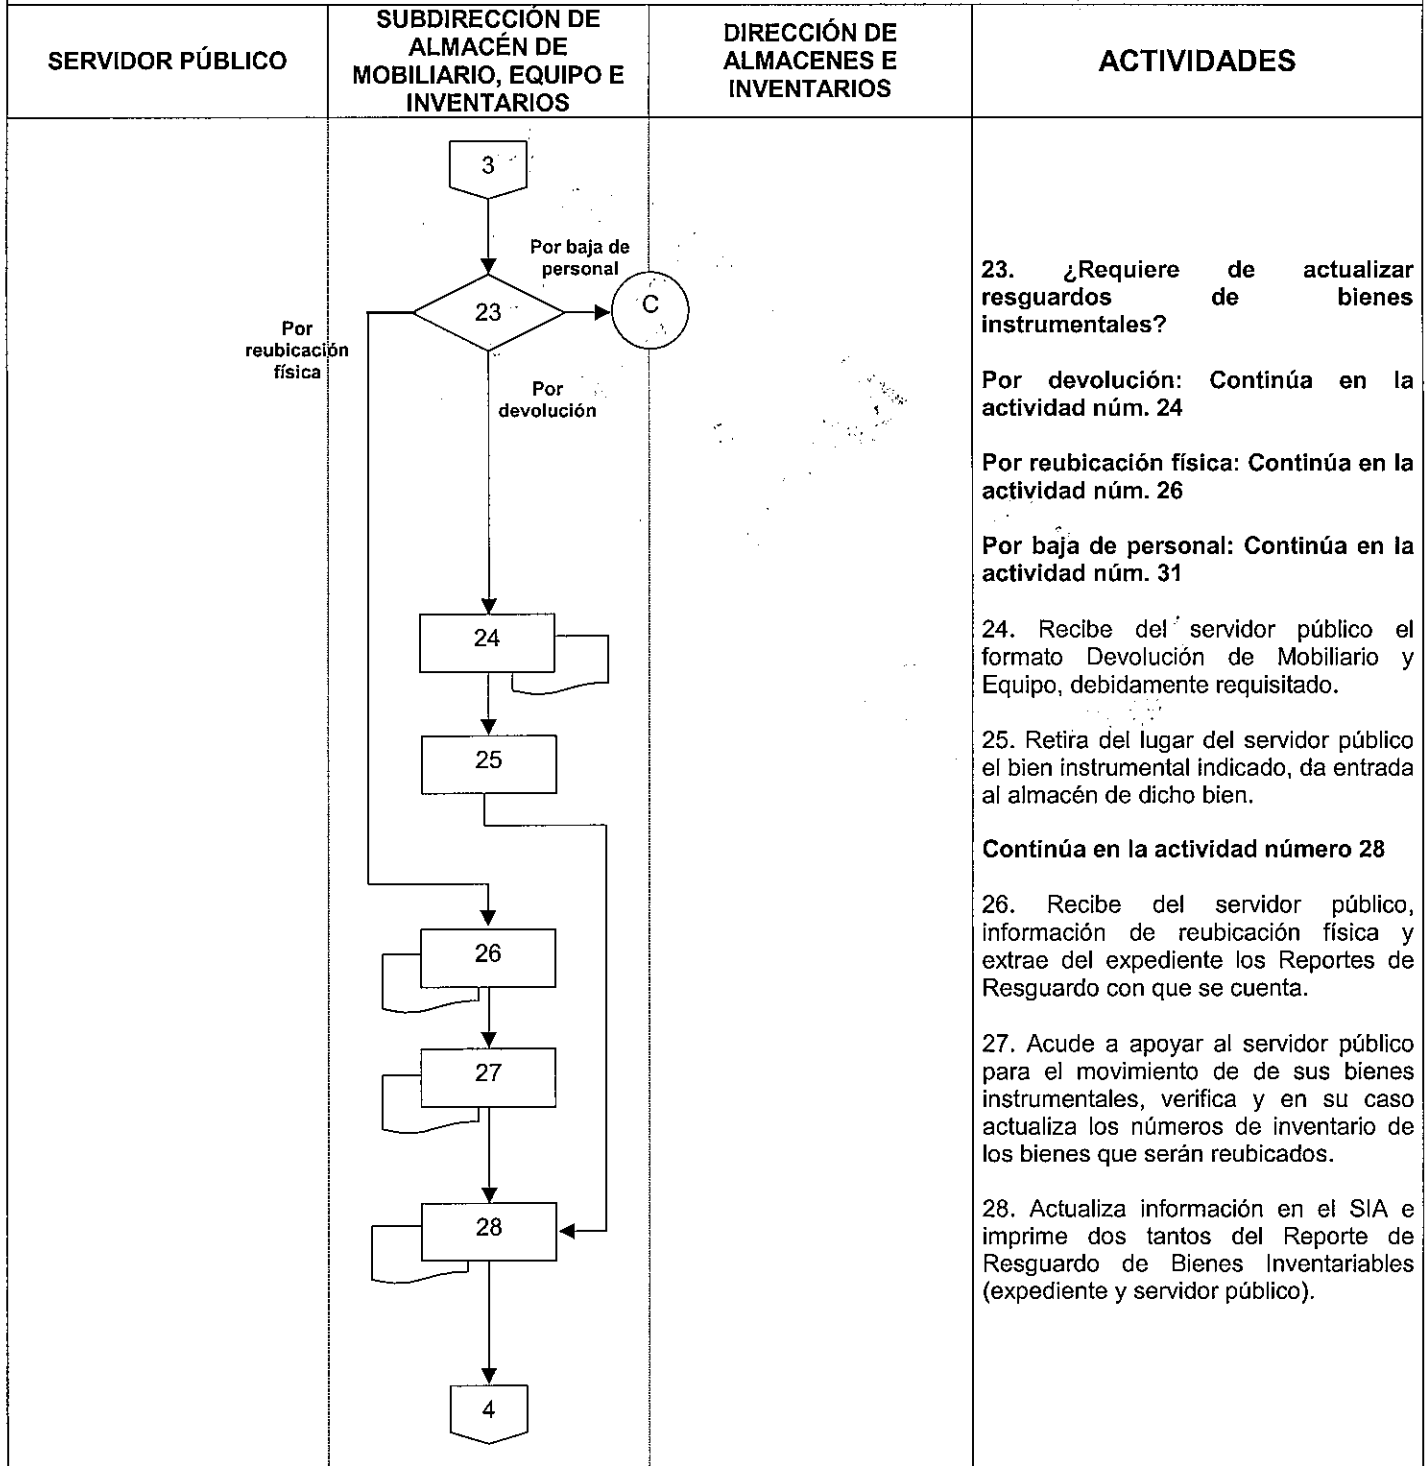 SERVIDOR PÚBLICO
SUBDIRECCIÓN DE
ALMACÉN DE
MOBILIARIO, EQUIPO E
INVENTARIOS
DIRECCIÓN DE
ALMACENES E
INVENTARIOS
ACTIVIDADES
3
Por baja de
personal
23
C
Por
reubicación
física
Por
devolución
24
25
26
27
28
4
23. ¿Requiere de actualizar
resguardos de bienes
instrumentales?
Por devolución: Continúa en la
actividad núm. 24
Por reubicación física: Continúa en la
actividad núm. 26
Por baja de personal: Continúa en la
actividad núm. 31
24. Recibe del servidor público el
formato Devolución de Mobiliario y
Equipo, debidamente requisitado.
25. Retira del lugar del servidor público
el bien instrumental indicado, da entrada
al almacén de dicho bien.
Continúa en la actividad número 28
26. Recibe del servidor público,
información de reubicación física y
extrae del expediente los Reportes de
Resguardo con que se cuenta.
27. Acude a apoyar al servidor público
para el movimiento de de sus bienes
instrumentales, verifica y en su caso
actualiza los números de inventario de
los bienes que serán reubicados.
28. Actualiza información en el SIA e
imprime dos tantos del Reporte de
Resguardo de Bienes Inventariables
(expediente y servidor público).